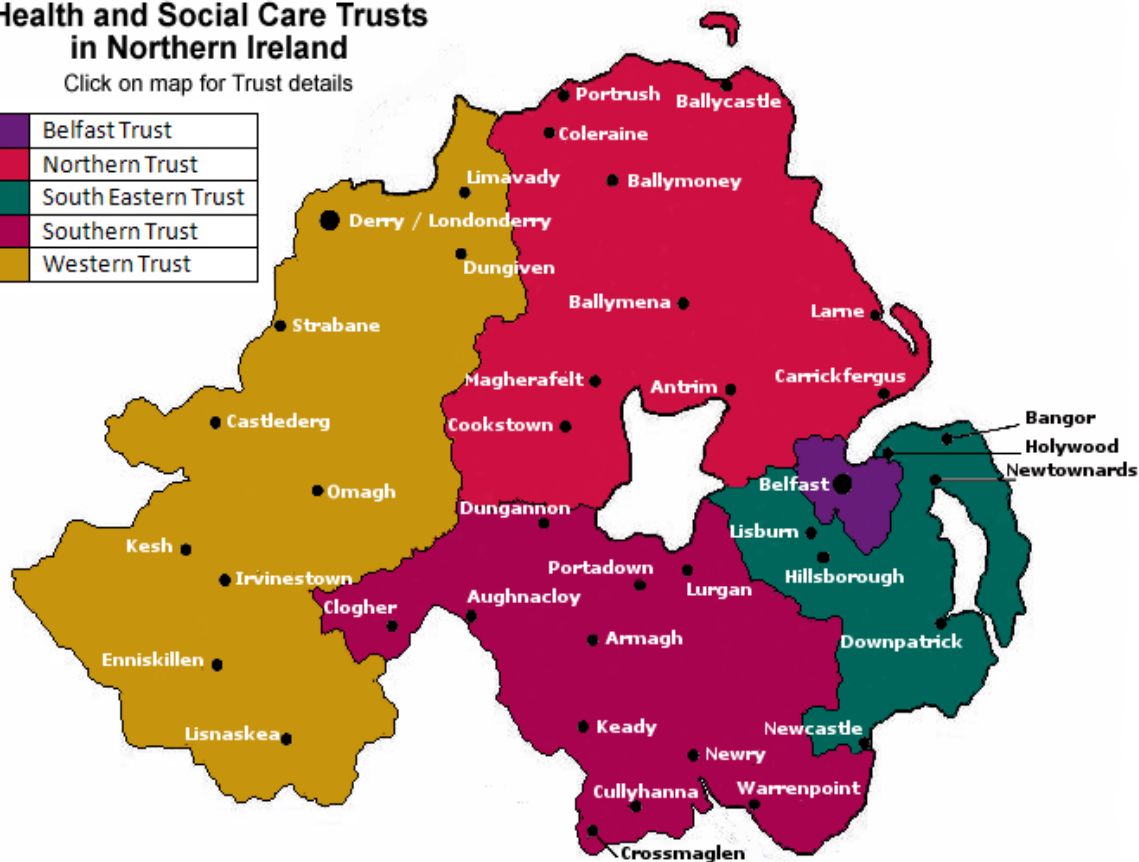 Health and Social Care Trusts
in Northern Ireland
Click on map for Trust details
Belfast Trust
Northern Trust
South Eastern Trust
Southern Trust
Western Trust
Portrush
Ballycastle
Coleraine
Limavady
Ballymoney
Derry / Londonderry
Dungiven
Ballymena
Larne
Strabane
Magherafelt
Antrim
Carrickfergus
Castlederg
Cookstown
Bangor
Holywood
Newtownards
Belfast
Omagh
Dungannon
Lisburn
Kesh
Portadown
Hillsborough
Irvinestown
Lurgan
Aughnacloy
Clogher
Armagh
Downpatrick
Enniskillen
Keady
Newcastle
Lisnaskea
Newry
Warrenpoint
Cullyhanna
Crossmaglen